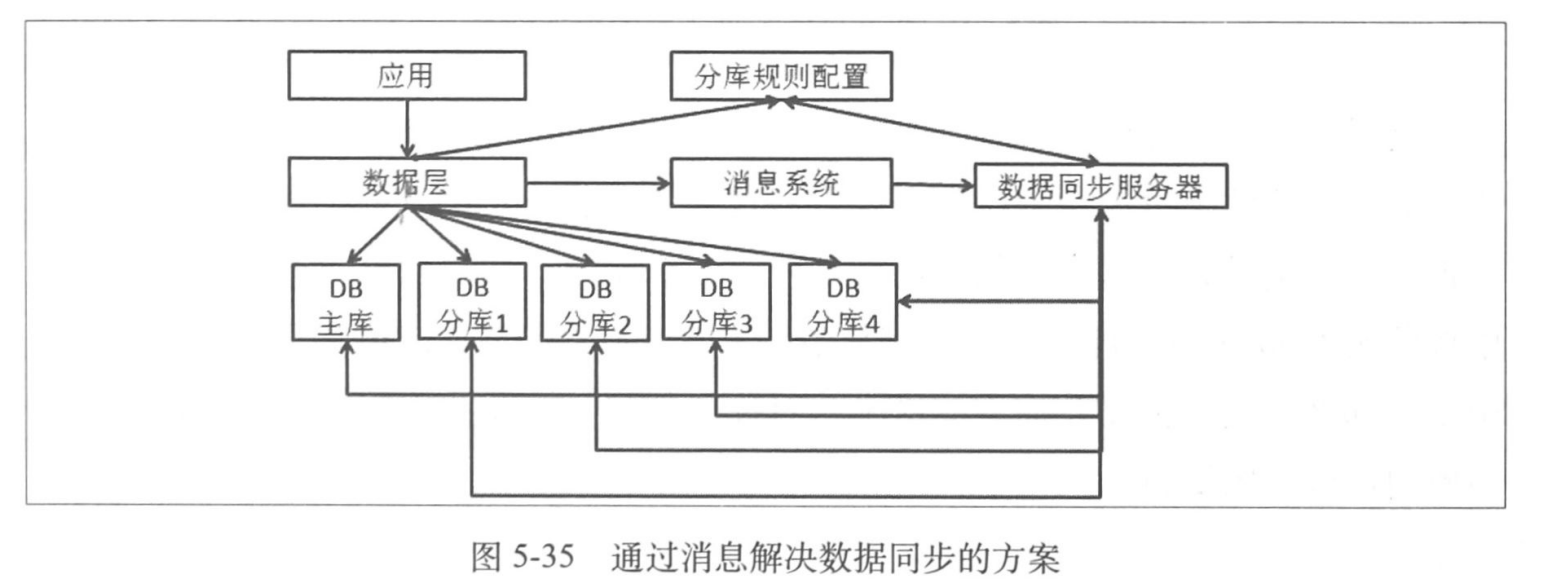 应用
分库规则配置
数据层
消息系统
数据同步服务器
DB
主库
DB
分库1
DB
分库2
DB
分库3
DB
分库4
图 5-35 通过消息解决数据同步的方案